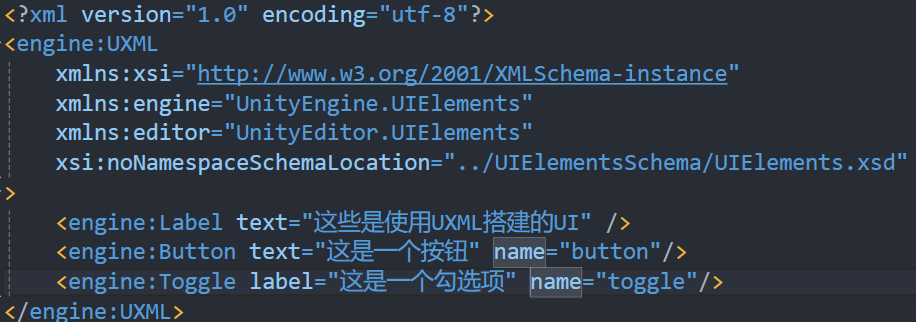 <?xml version="1.0" encoding="utf-8"?>
<engine:UXML
xmlns:xsi="http://www.w3.org/2001/XMLSchema-instance"
xmlns:engine="UnityEngine.UIElements"
xmlns:editor="UnityEditor.UIElements"
xsi:noNamespaceSchemaLocation="../UIElementsSchema/UIElements.xsd"
>
<engine:Label text="这些是使用UXML搭建的UI" />
<engine:Button text="这是一个按钮" name="button"/>
<engine:Toggle label="这是一个勾选项" name="toggle"/>
</engine:UXML>